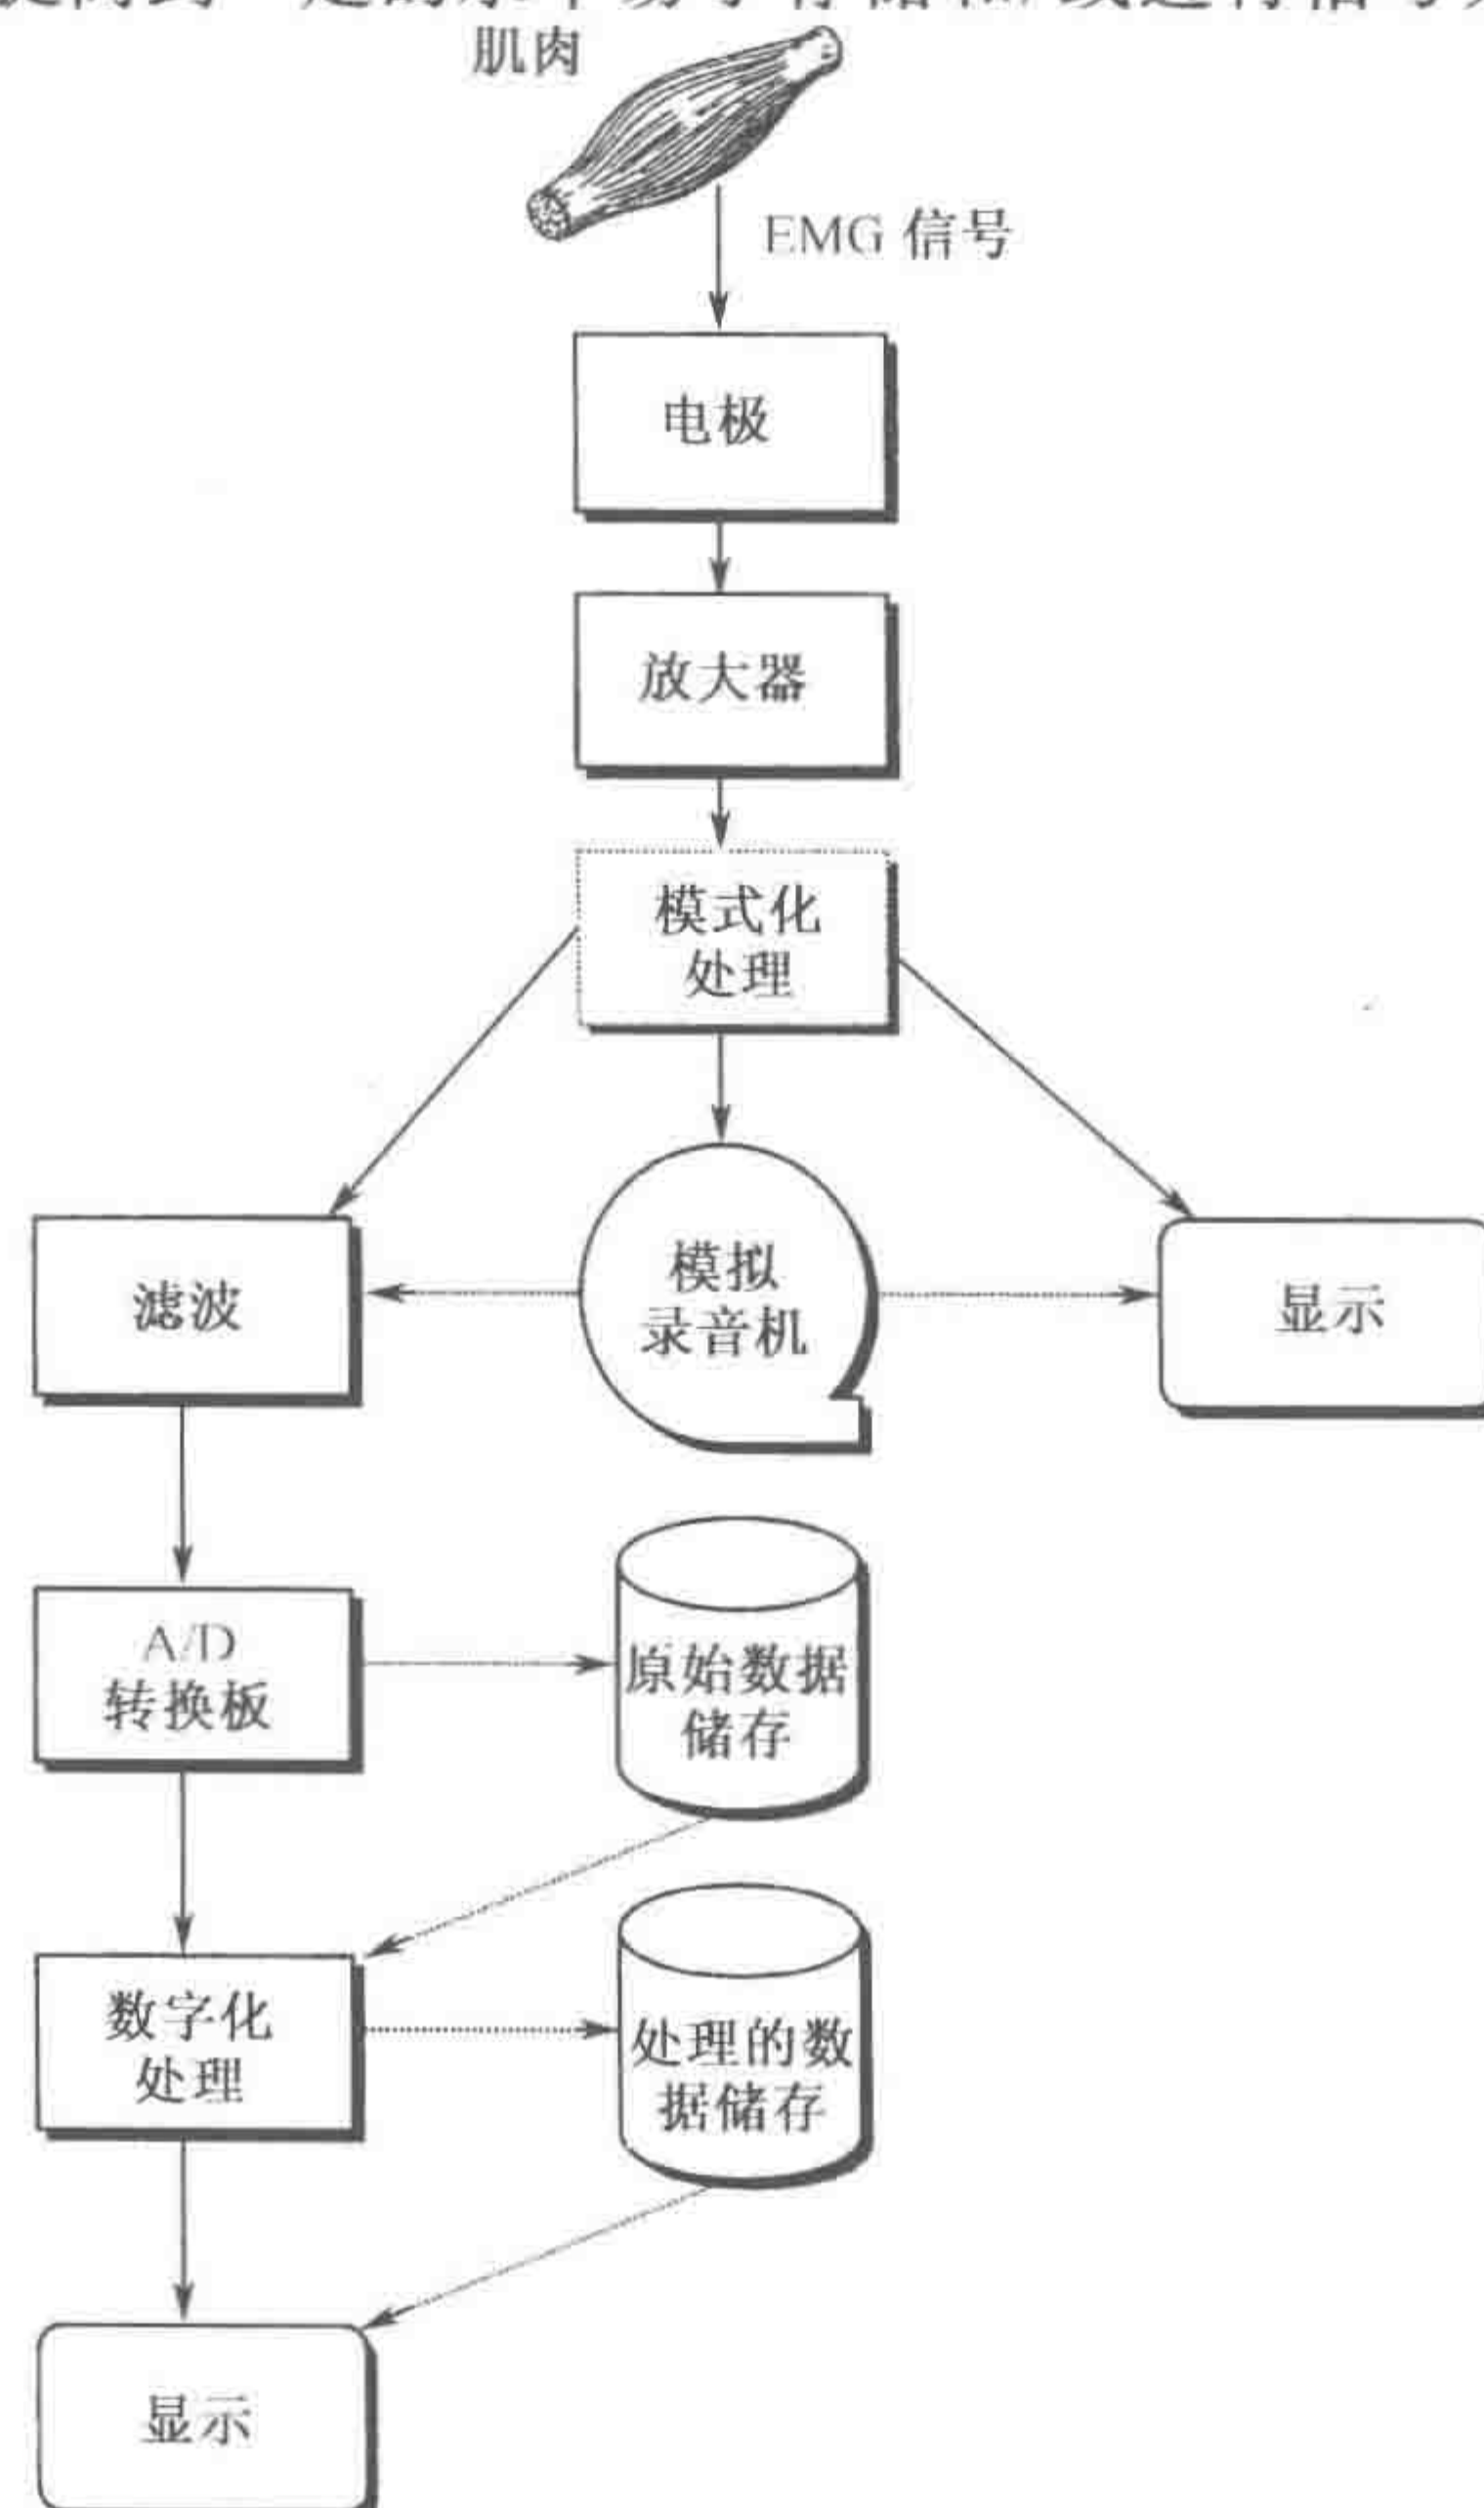 肌肉
EMG 信号
电极
放大器
模式化
处理
滤波
模拟
录音机
显示
A/D
转换板
原始数据
储存
数字化
处理
处理的数
据储存
显示